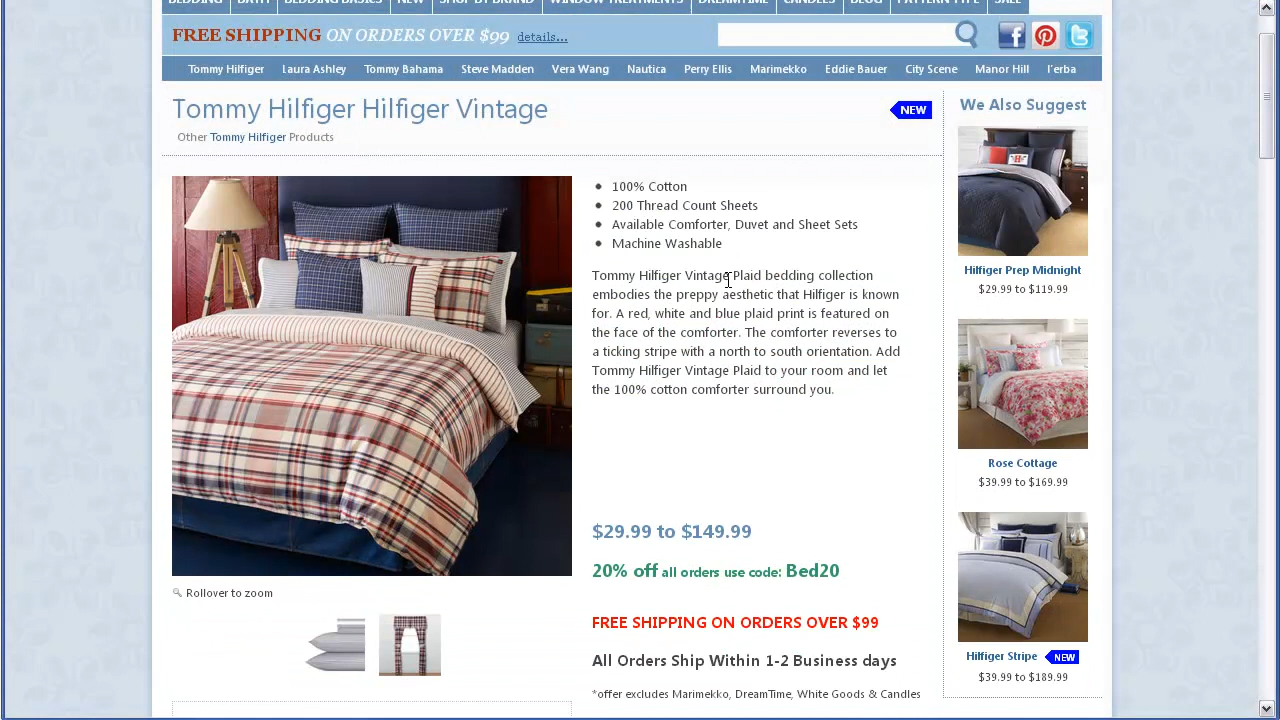 BEDDING BATH BEDDING BASICS NEW SHOP BY BRAND WINDOW TREATMENTS DREAMTIME CANDLES BLOG PATTERN TYPE SALE
FREE SHIPPING ON ORDERS OVER $99 details...
Tommy Hilfiger Laura Ashley Tommy Bahama Steve Madden Vera Wang Nautica Perry Ellis Marimekko Eddie Bauer City Scene Manor Hill I'erba
Tommy Hilfiger Hilfiger Vintage
NEW
Other Tommy Hilfiger Products
100% Cotton
200 Thread Count Sheets
Available Comforter, Duvet and Sheet Sets
Machine Washable
Tommy Hilfiger Vintage Plaid bedding collection
embodies the preppy aesthetic that Hilfiger is known
for. A red, white and blue plaid print is featured on
the face of the comforter. The comforter reverses to
a ticking stripe with a north to south orientation. Add
Tommy Hilfiger Vintage Plaid to your room and let
the 100% cotton comforter surround you.
$29.99 to $149.99
20% off all orders use code: Bed20
FREE SHIPPING ON ORDERS OVER $99
All Orders Ship Within 1-2 Business days
*offer excludes Marimekko, DreamTime, White Goods & Candles
Rollover to zoom
We Also Suggest
Hilfiger Prep Midnight
$29.99 to $119.99
Rose Cottage
$39.99 to $169.99
Hilfiger Stripe NEW
$39.99 to $189.99